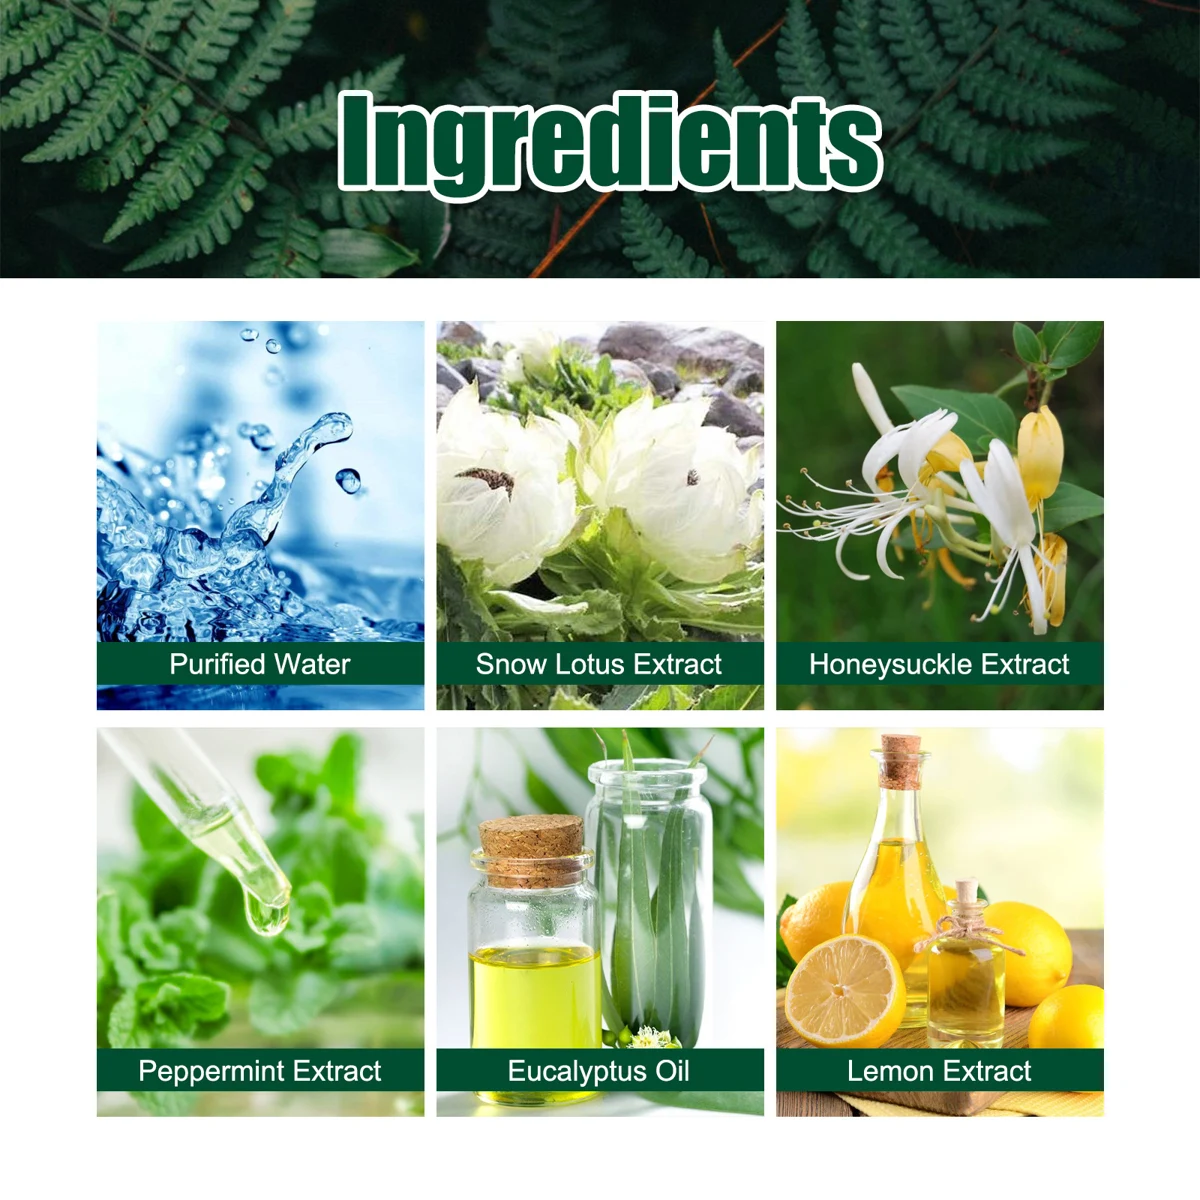 Ingredients
Purified Water
Snow Lotus Extract
Honeysuckle Extract
Peppermint Extract
Eucalyptus Oil
Lemon Extract